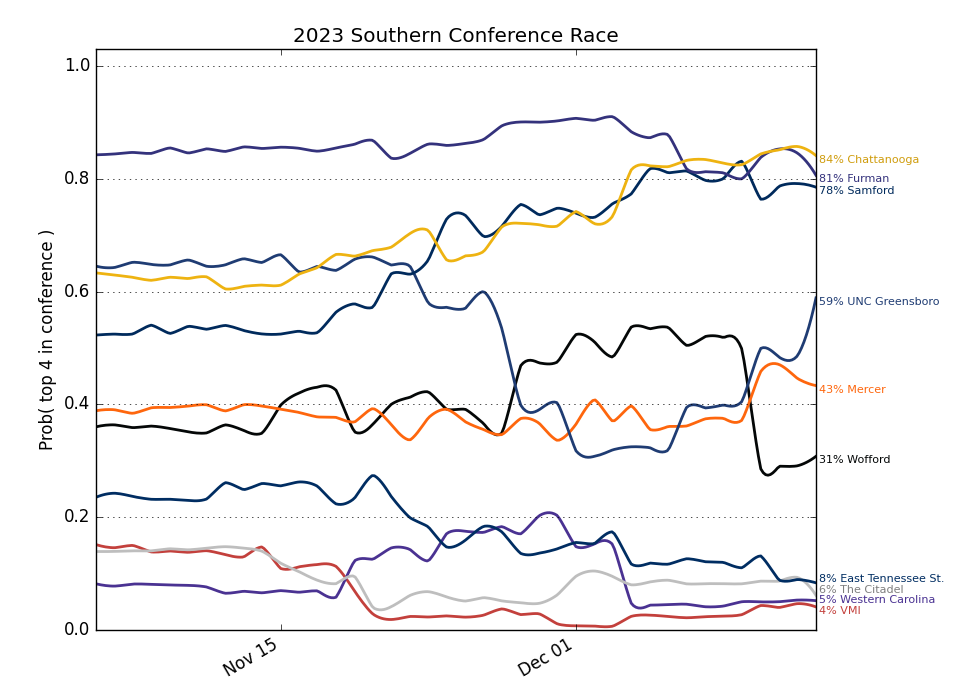 2023 Southern Conference Race
Prob( top 4 in conference )
1.0
0.8
0.6
0.4
0.2
0.0
Nov 15
Dec 01
84% Chattanooga
81% Furman
78% Samford
59% UNC Greensboro
43% Mercer
31% Wofford
8% East Tennessee St.
6% The Citadel
5% Western Carolina
4% VMI